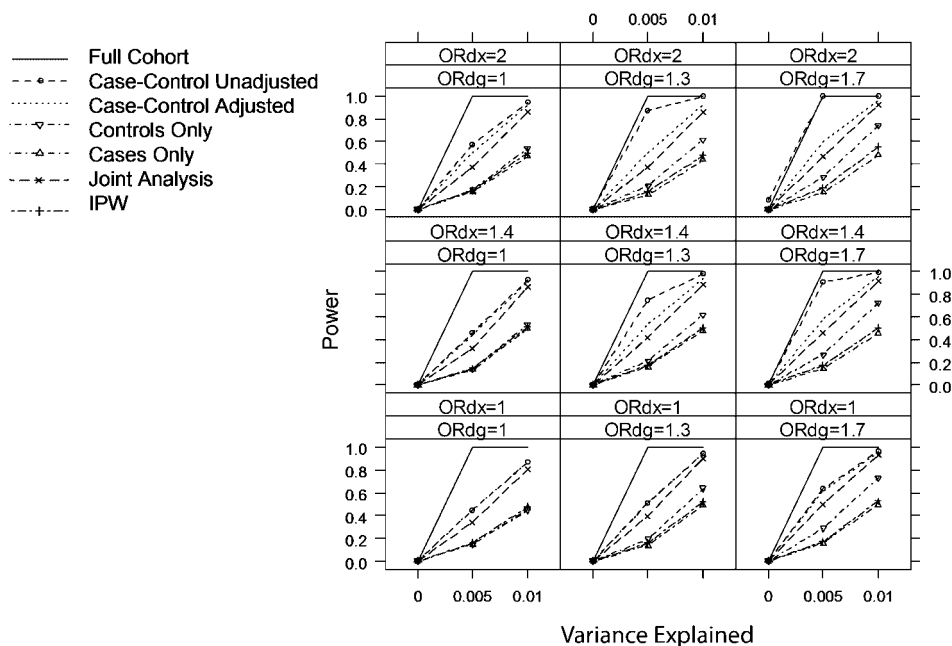 Full Cohort
Case-Control Unadjusted
Case-Control Adjusted
Controls Only
Cases Only
Joint Analysis
IPW
0 0.005 0.01
ORdx=2 ORdx=2 ORdx=2
ORdg=1 ORdg=1.3 ORdg=1.7
1.0
0.8
0.6
0.4
0.2
0.0
ORdx=1.4 ORdx=1.4 ORdx=1.4
ORdg=1 ORdg=1.3 ORdg=1.7
1.0
0.8
0.6
0.4
0.2
0.0
Power
ORdx=1 ORdx=1 ORdx=1
ORdg=1 ORdg=1.3 ORdg=1.7
1.0
0.8
0.6
0.4
0.2
0.0
0 0.005 0.01 0 0.005 0.01
Variance Explained